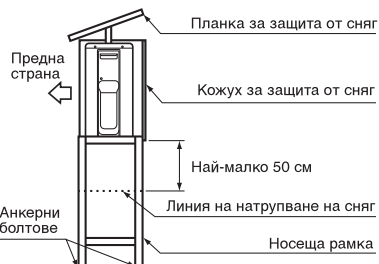 Планка за защита от сняг
Предна
страна
Кожух за защита от сняг
Най-малко 50 см
Линия на натрупване на сняг
Анкерни
болтове
Носеща рамка